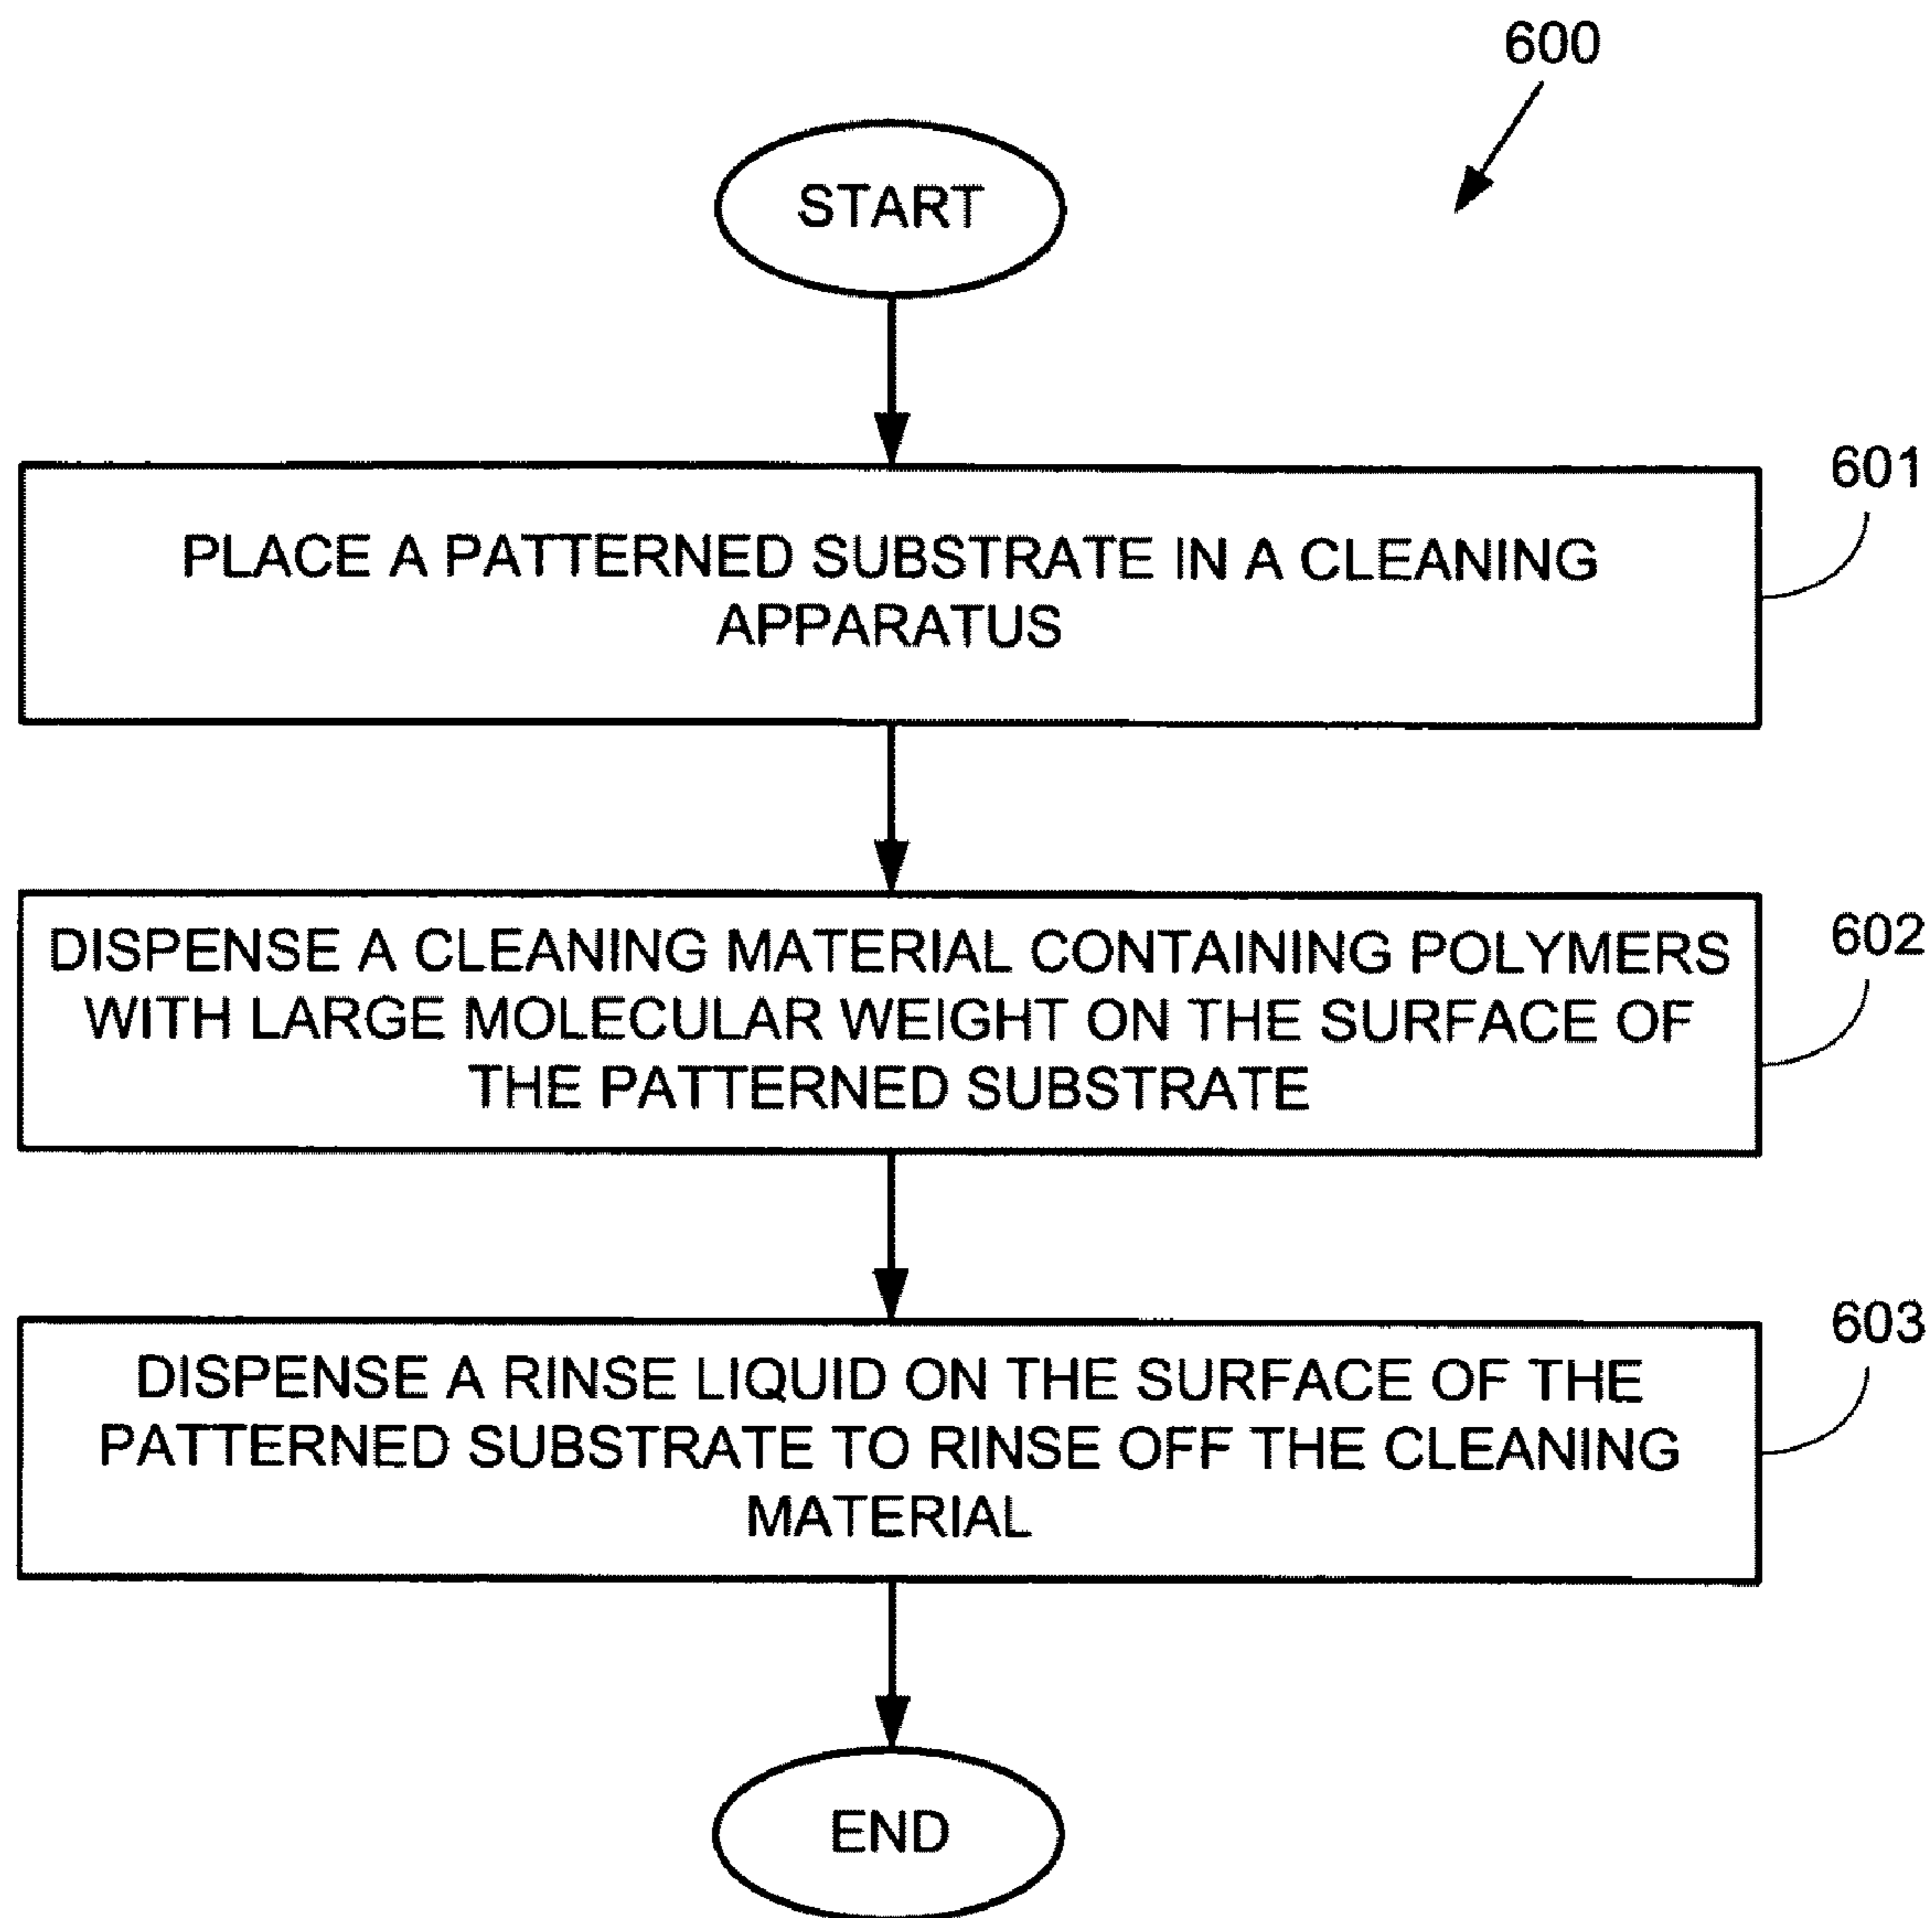 600
START
601
PLACE A PATTERNED SUBSTRATE IN A CLEANING
APPARATUS
602
DISPENSE A CLEANING MATERIAL CONTAINING POLYMERS
WITH LARGE MOLECULAR WEIGHT ON THE SURFACE OF
THE PATTERNED SUBSTRATE
603
DISPENSE A RINSE LIQUID ON THE SURFACE OF THE
PATTERNED SUBSTRATE TO RINSE OFF THE CLEANING
MATERIAL
END